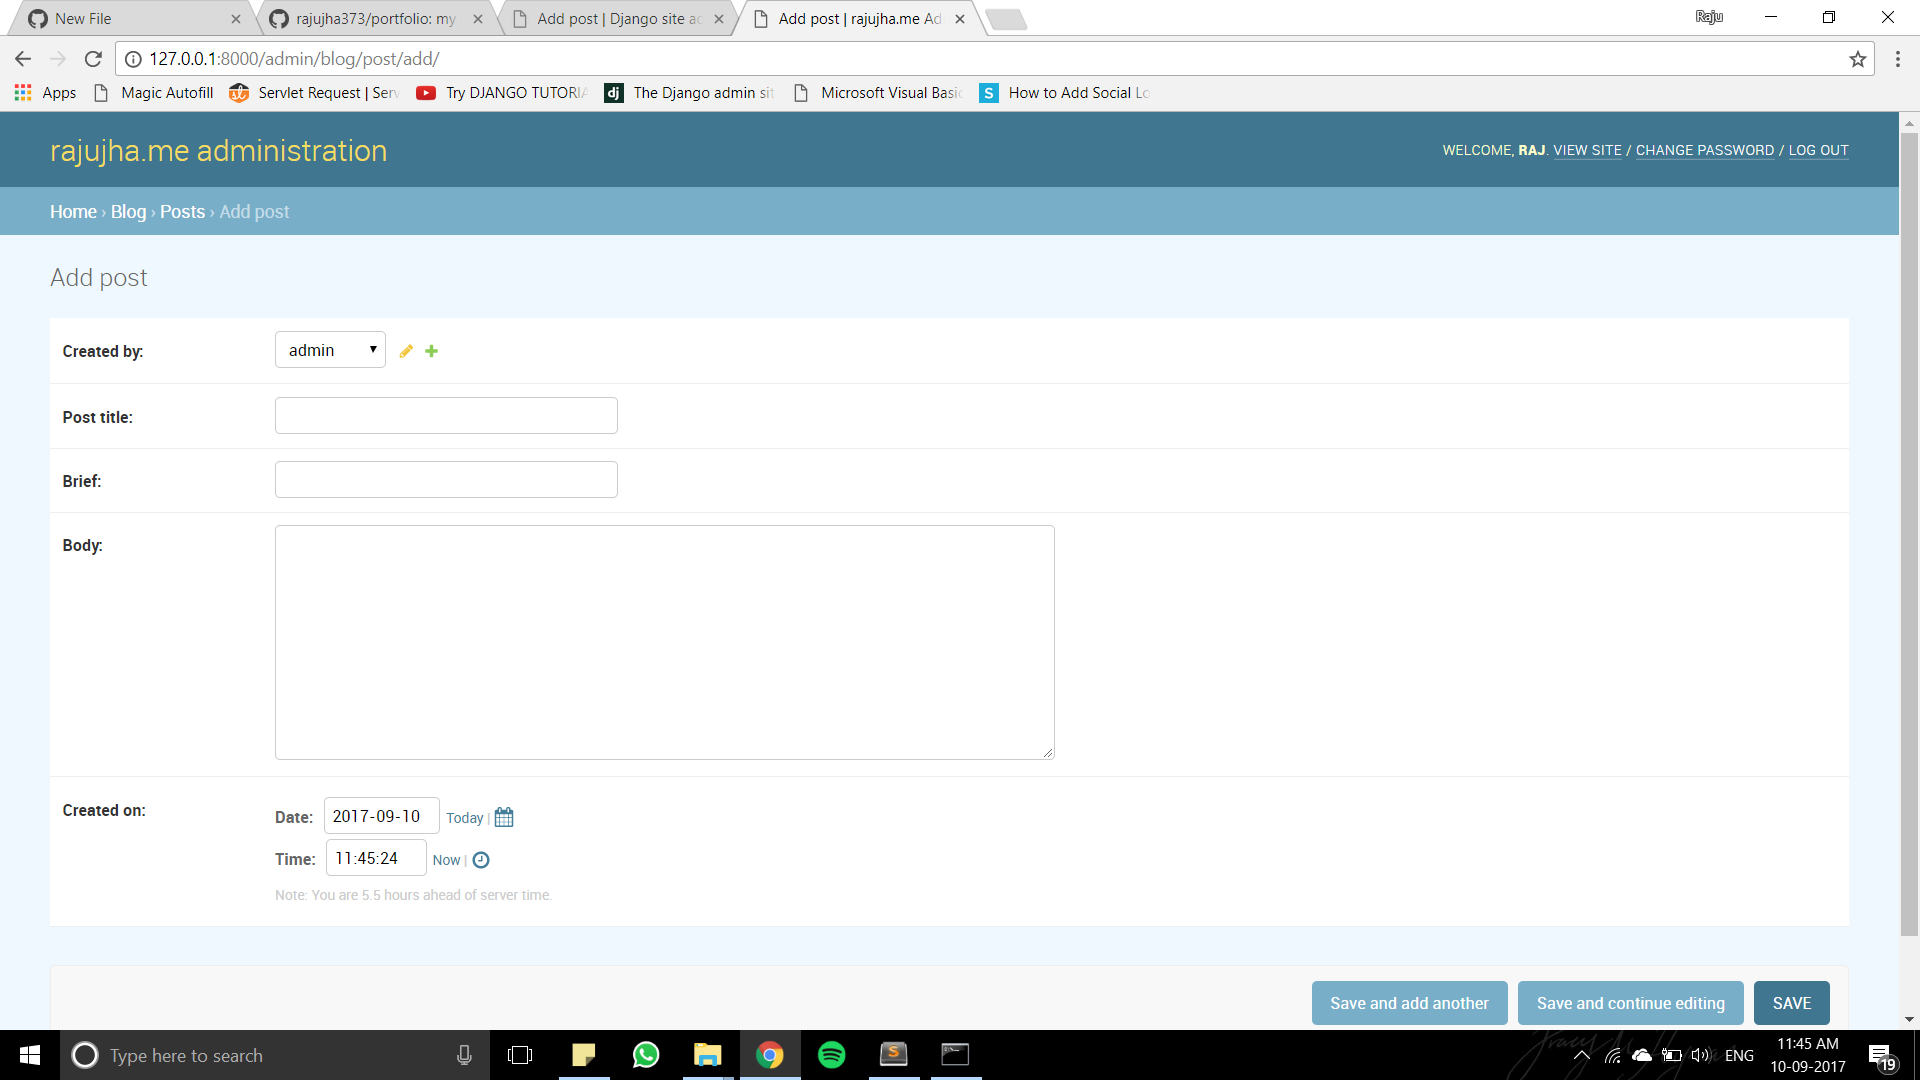 New File
rajujha373/portfolio: my
Add post | Django site ac
Add post | rajujha.me Ad
Raju
127.0.0.1:8000/admin/blog/post/add/
Apps
Magic Autofill
Servlet Request | Serv
Try DJANGO TUTORIA
dj
The Django admin sit
Microsoft Visual Basic
S
How to Add Social Lo
rajujha.me administration
WELCOME, RAJ. VIEW SITE / CHANGE PASSWORD / LOG OUT
Home › Blog › Posts › Add post
Add post
Created by:
admin
Post title:
Brief:
Body:
Created on:
Date: 2017-09-10 Today |
Time: 11:45:24 Now |
Note: You are 5.5 hours ahead of server time.
Save and add another
Save and continue editing
SAVE
Type here to search
S
ENG
11:45 AM
10-09-2017
19